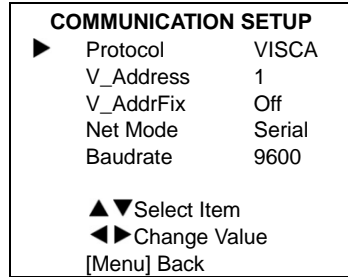 COMMUNICATION SETUP
▶ Protocol VISCA
V_Address 1
V_AddrFix Off
Net Mode Serial
Baudrate 9600
▲▼Select Item
◀▶Change Value
[Menu] Back